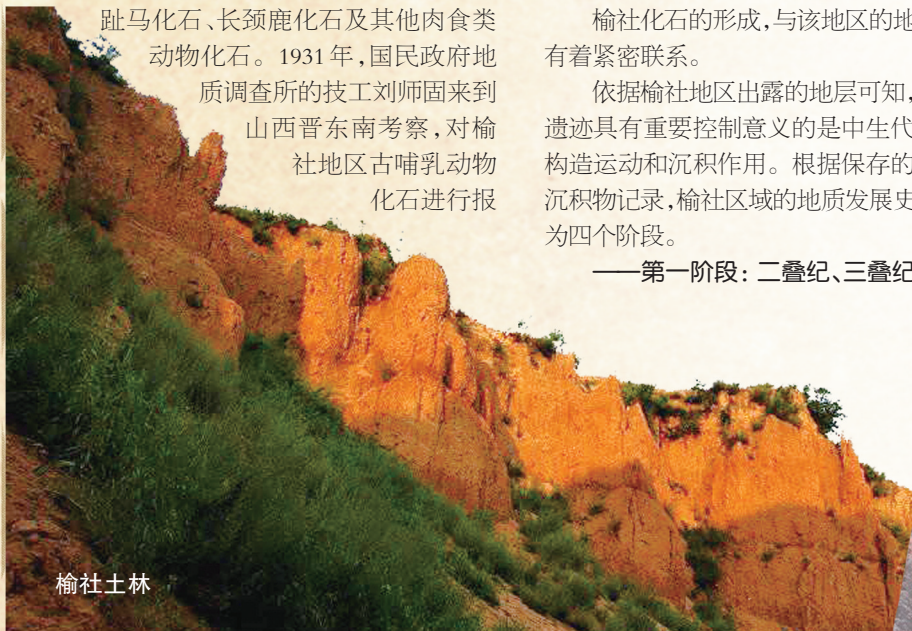 趾马化石、长颈鹿化石及其他肉食类
动物化石。1931年,国民政府地
质调查所的技工刘师固来到
山西晋东南考察,对榆
社地区古哺乳动物
化石进行报
榆社化石的形成,与该地区的地
有着紧密联系。
依据榆社地区出露的地层可知,
遗迹具有重要控制意义的是中生代
构造运动和沉积作用。根据保存的
沉积物记录,榆社区域的地质发展史
为四个阶段。
——第一阶段：二叠纪、三叠纪
榆社土林